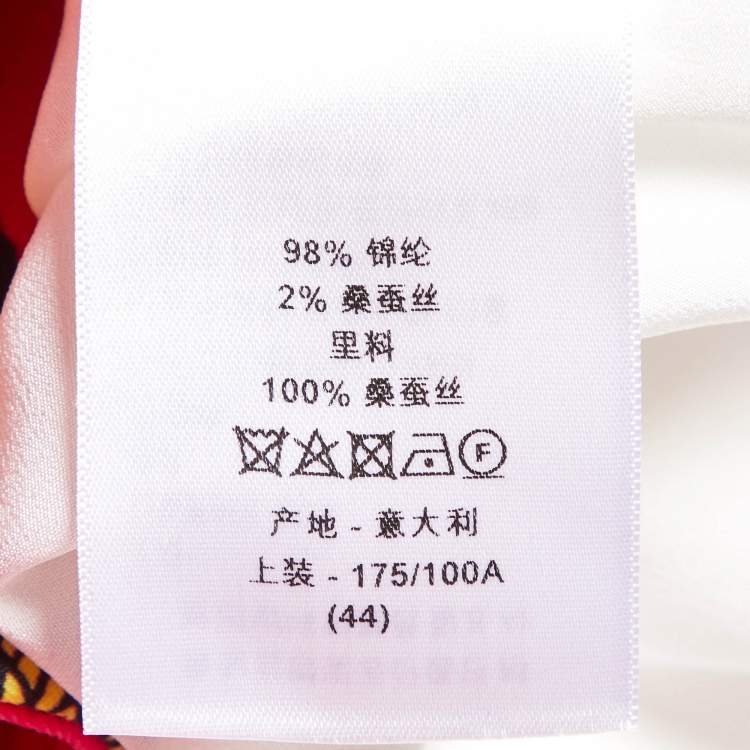 98% 锦纶
2% 桑蚕丝
里料
100% 桑蚕丝
F
产地 - 意大利
上装 - 175/100A
(44)